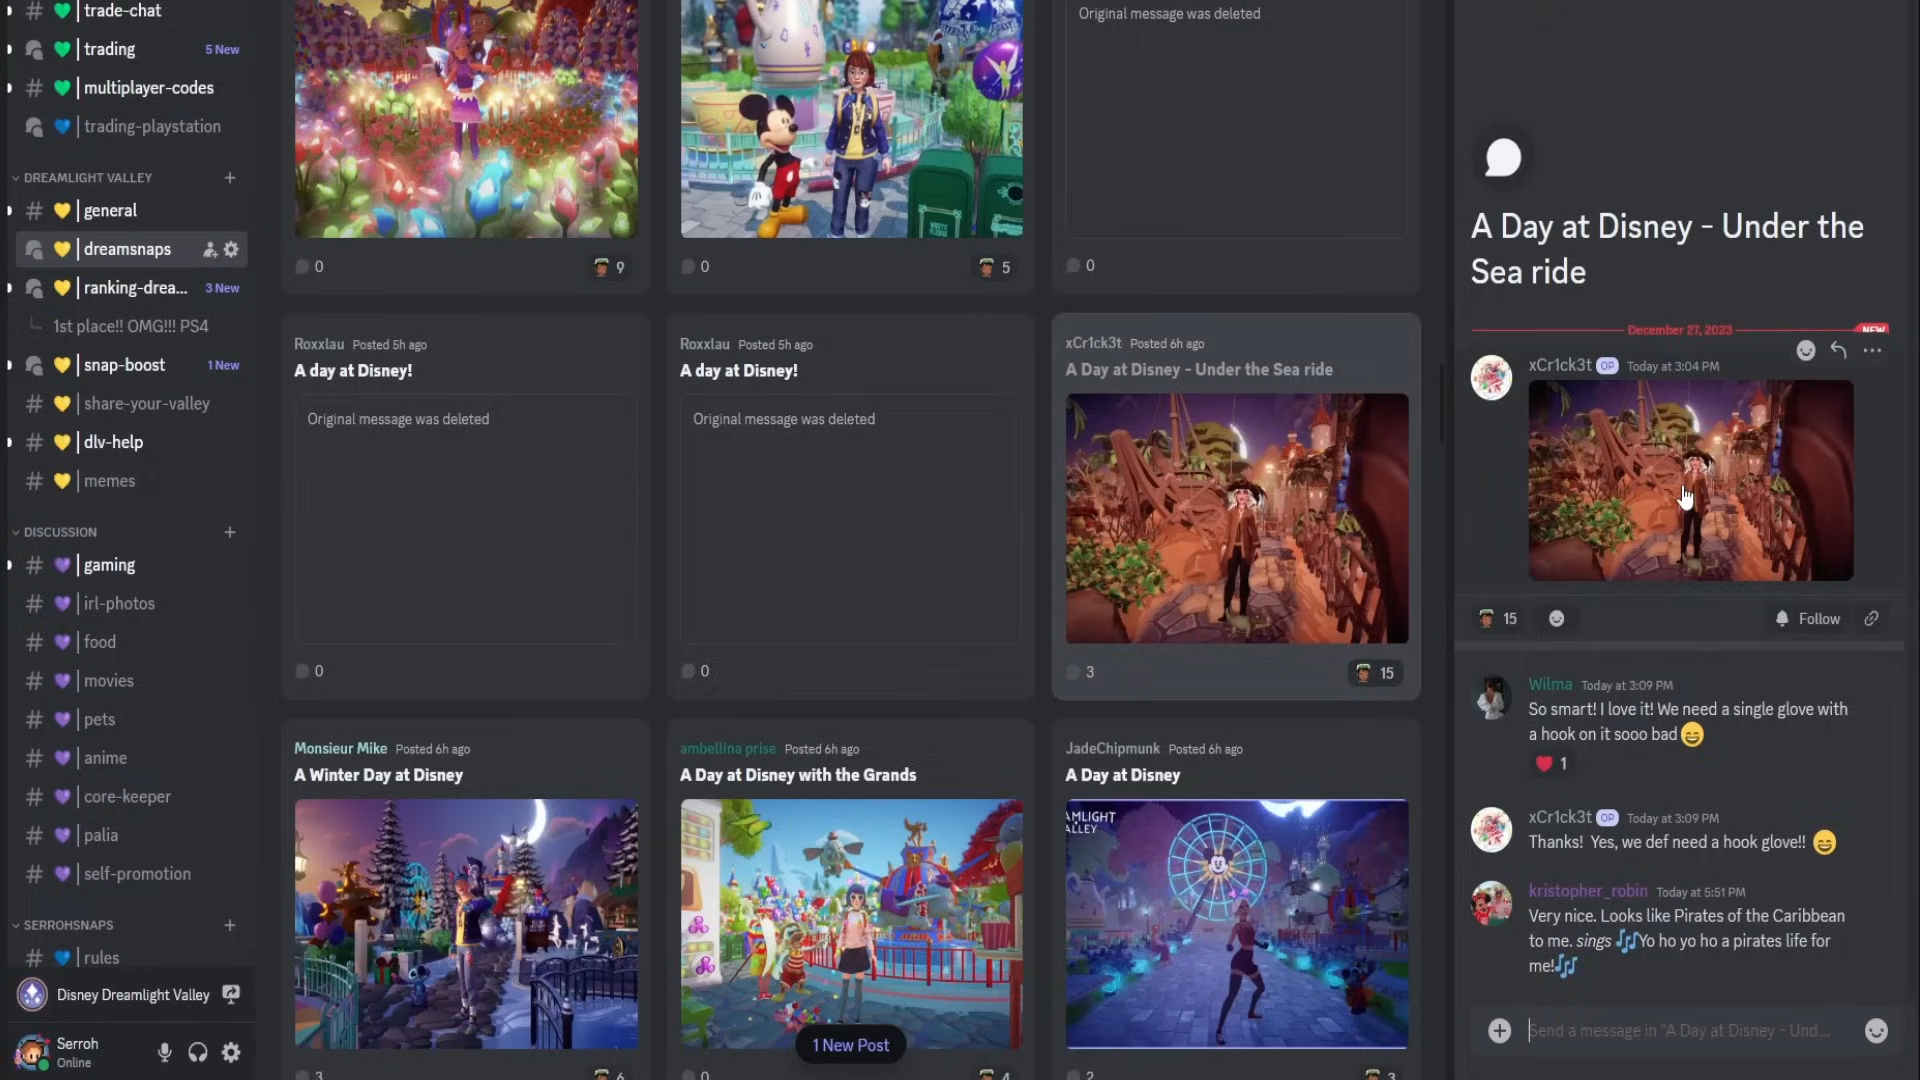 trade-chat
trading 5 New
multiplayer-codes
trading-playstation
DREAMLIGHT VALLEY
general
dreamsnaps
ranking-drea... 3 New
1st place!! OMG!!! PS4
snap-boost 1 New
share-your-valley
dlv-help
memes
DISCUSSION
gaming
irl-photos
food
movies
pets
anime
core-keeper
palia
self-promotion
SERROHSNAPS
rules
Disney Dreamlight Valley
Serroh
Online
0 9
0 5
Original message was deleted
0
Roxxlau Posted 5h ago
A day at Disney!
Original message was deleted
0
Roxxlau Posted 5h ago
A day at Disney!
Original message was deleted
0
xCr1ck3t Posted 6h ago
A Day at Disney - Under the Sea ride
3 15
Monsieur Mike Posted 6h ago
A Winter Day at Disney
3 6
ambellina prise Posted 6h ago
A Day at Disney with the Grands
0 4
JadeChipmunk Posted 6h ago
A Day at Disney
AMLIGHT
ALLEY
2 3
1 New Post
A Day at Disney - Under the
Sea ride
December 27, 2023 NEW
xCr1ck3t OP Today at 3:04 PM
15 Follow
Wilma Today at 3:09 PM
So smart! I love it! We need a single glove with
a hook on it sooo bad 😄
❤️ 1
xCr1ck3t OP Today at 3:09 PM
Thanks! Yes, we def need a hook glove!! 😄
kristopher_robin Today at 5:51 PM
Very nice. Looks like Pirates of the Caribbean
to me. sings 🎶Yo ho yo ho a pirates life for
me!🎶
Send a message in "A Day at Disney - Und...